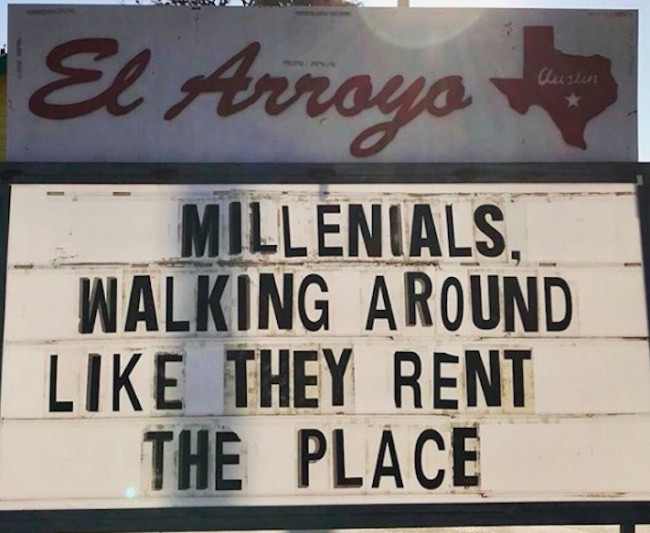 El Arroyo
Austin
MILLENIALS,
WALKING AROUND
LIKE THEY RENT
THE PLACE